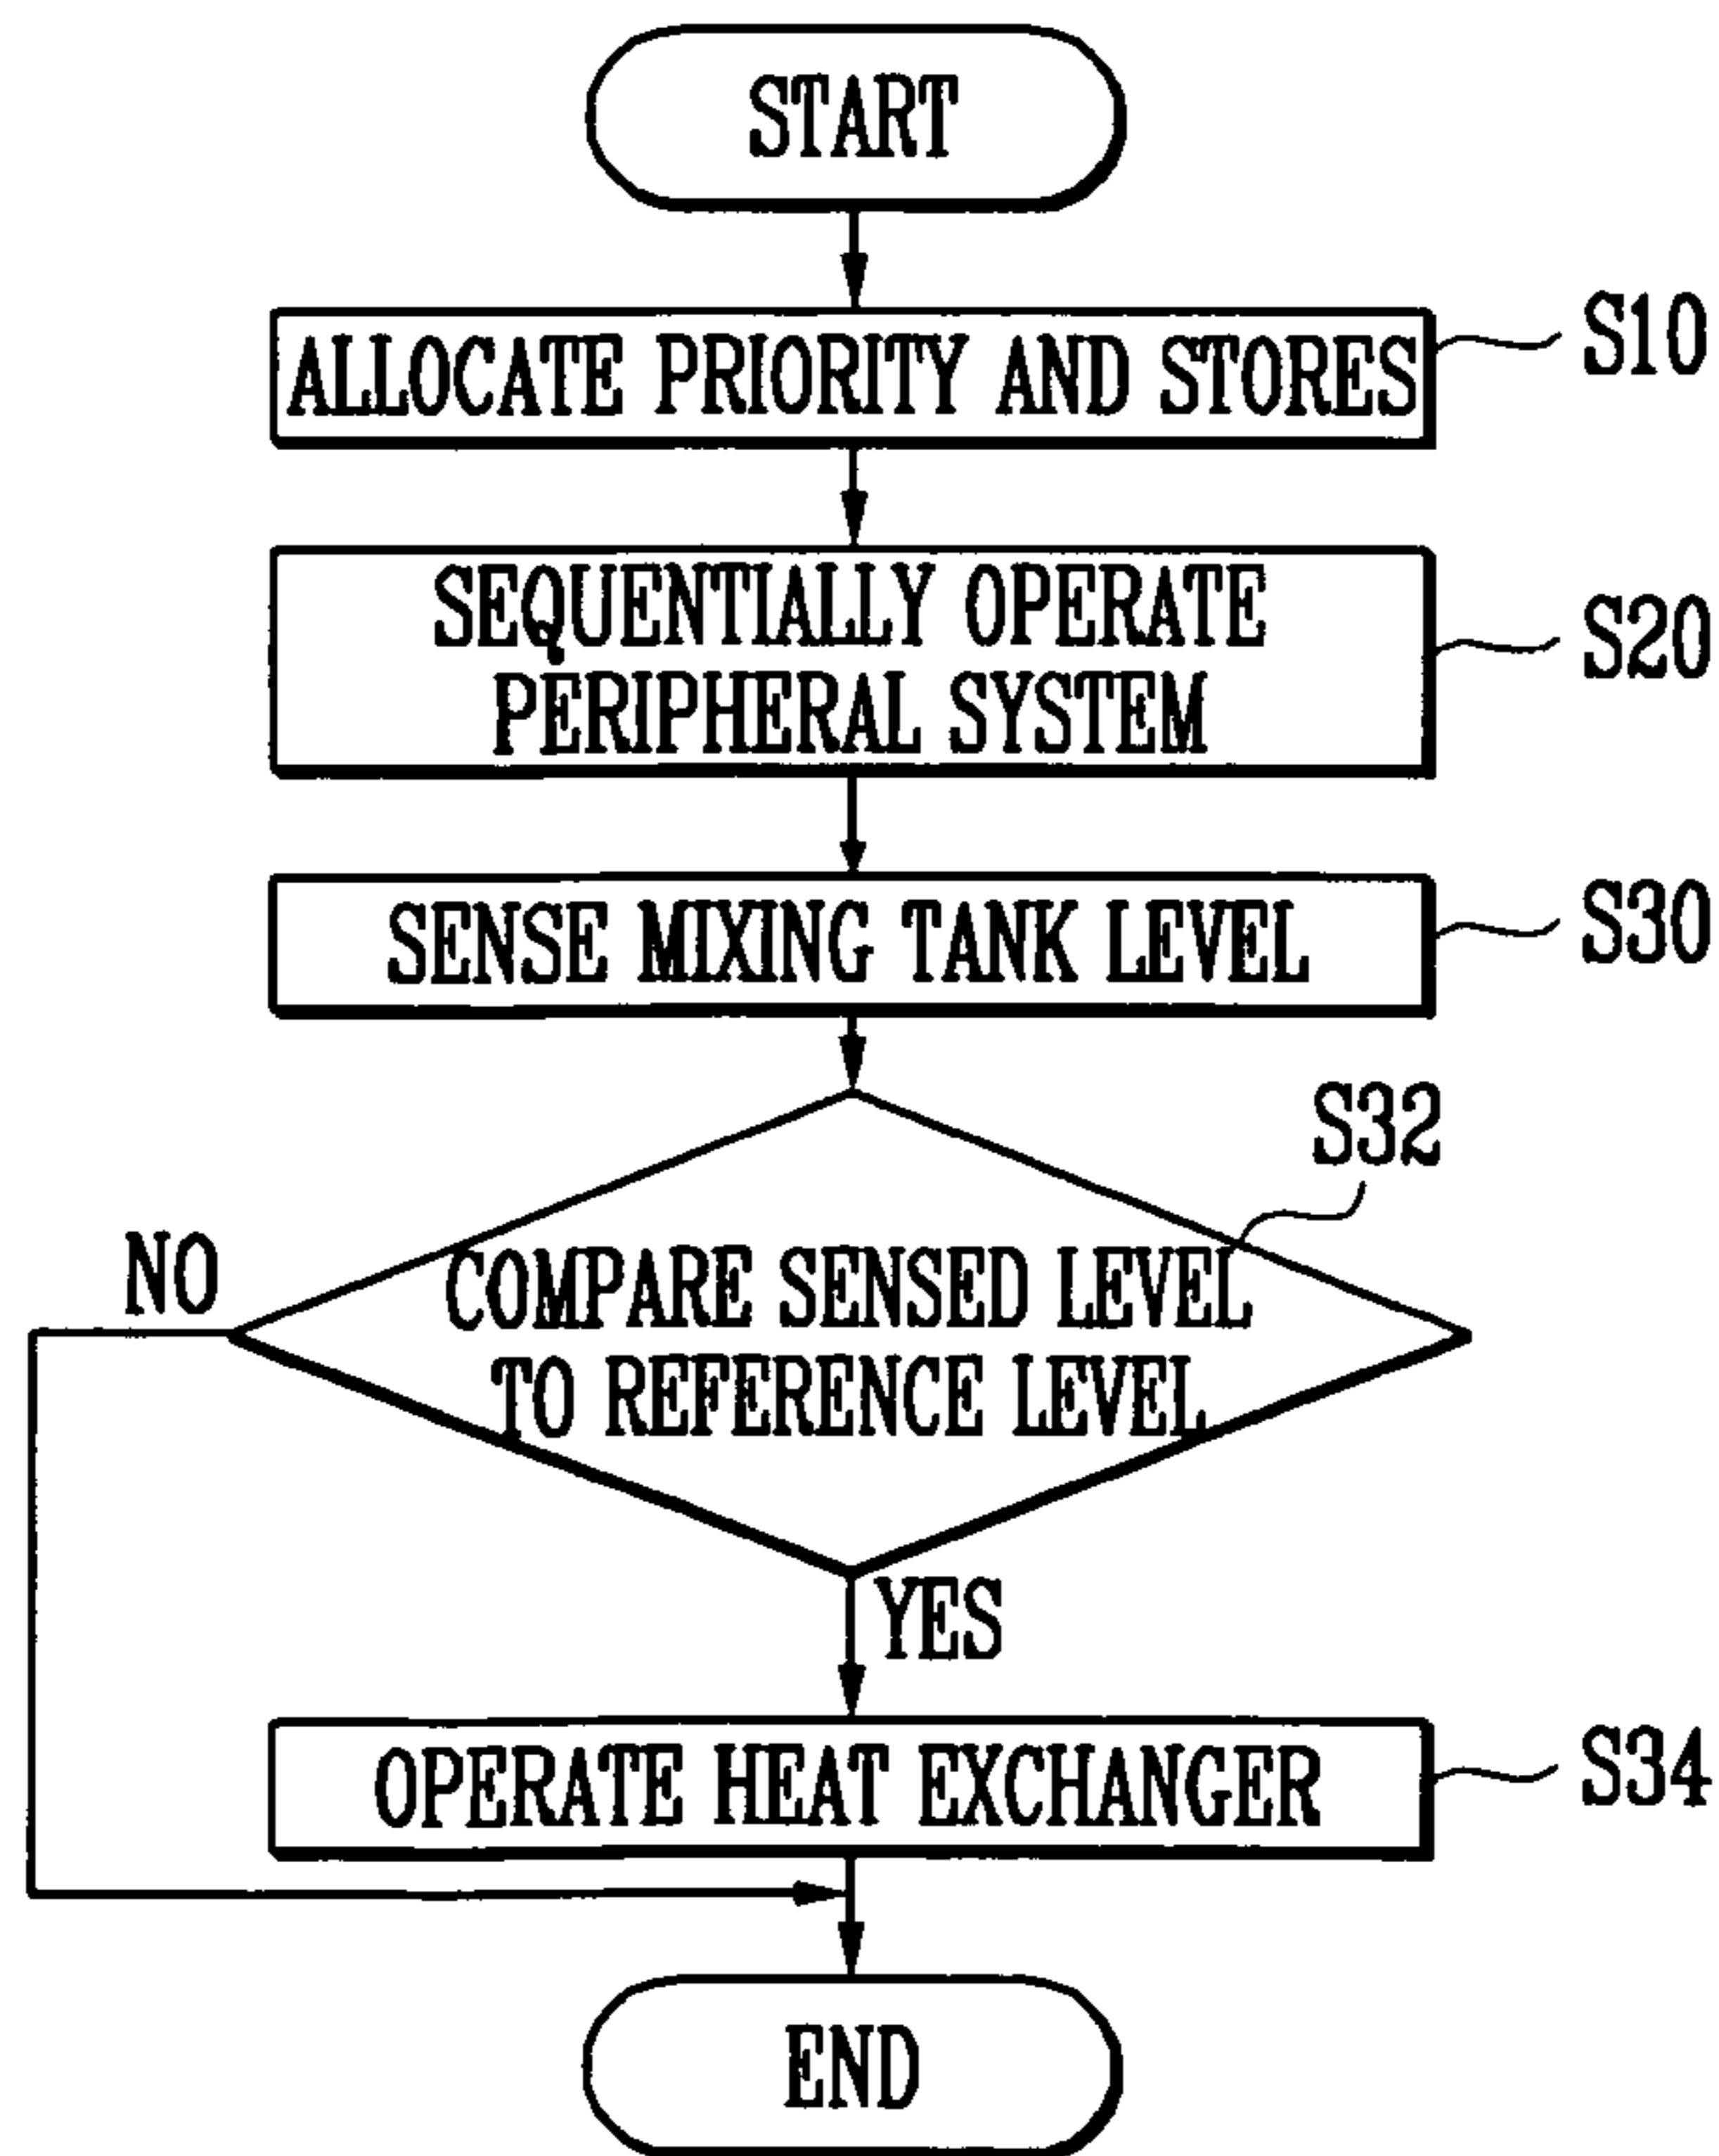 START
ALLOCATE PRIORITY AND STORES
S10
SEQUENTIALLY OPERATE
PERIPHERAL SYSTEM
S20
SENSE MIXING TANK LEVEL
S30
S32
NO
COMPARE SENSED LEVEL
TO REFERENCE LEVEL
YES
OPERATE HEAT EXCHANGER
S34
END